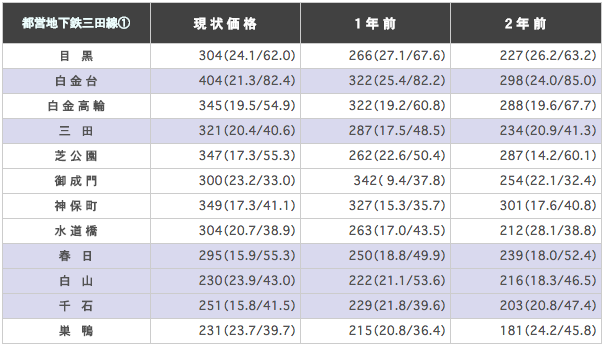 都営地下鉄三田線① 現状価格 1年前 2年前
目黒 304(24.1/62.0) 266(27.1/67.6) 227(26.2/63.2)
白金台 404(21.3/82.4) 322(25.4/82.2) 298(24.0/85.0)
白金高輪 345(19.5/54.9) 322(19.2/60.8) 288(19.6/67.7)
三田 321(20.4/40.6) 287(17.5/48.5) 234(20.9/41.3)
芝公園 347(17.3/55.3) 262(22.6/50.4) 287(14.2/60.1)
御成門 300(23.2/33.0) 342( 9.4/37.8) 254(22.1/32.4)
神保町 349(17.3/41.1) 327(15.3/35.7) 301(17.6/40.8)
水道橋 304(20.7/38.9) 263(17.0/43.5) 212(28.1/38.8)
春日 295(15.9/55.3) 250(18.8/49.9) 239(18.0/52.4)
白山 230(23.9/43.0) 222(21.1/53.6) 216(18.3/46.5)
千石 251(15.8/41.5) 229(21.8/39.6) 203(20.8/47.4)
巣鴨 231(23.7/39.7) 215(20.8/36.4) 181(24.2/45.8)